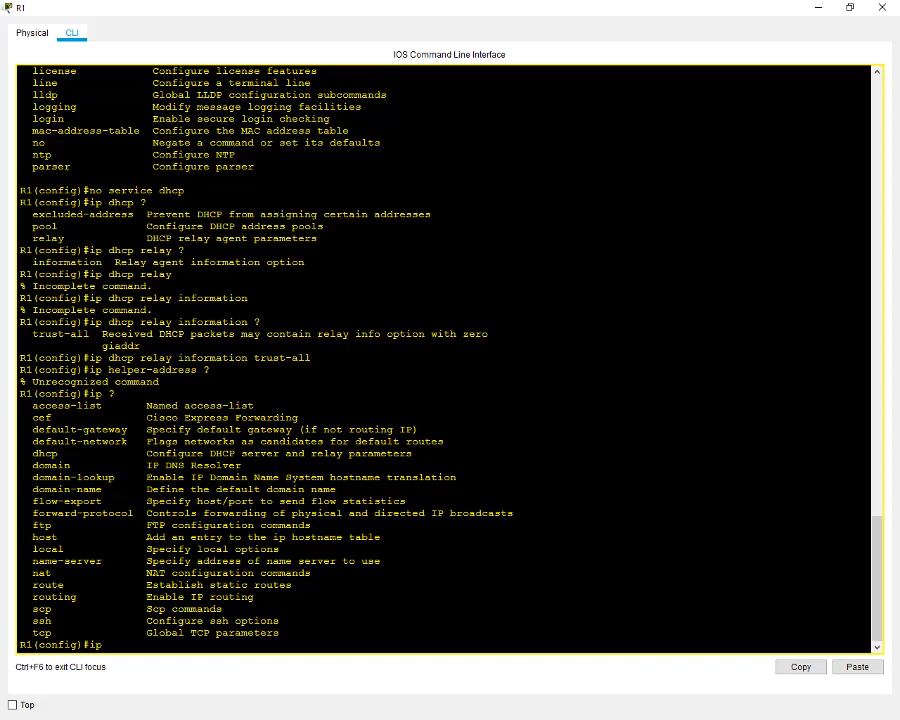 R1
Physical CLI
IOS Command Line Interface
license Configure license features
line Configure a terminal line
lldp Global LLDP configuration subcommands
logging Modify message logging facilities
login Enable secure login checking
mac-address-table Configure the MAC address table
no Negate a command or set its defaults
ntp Configure NTP
parser Configure parser
R1(config)#no service dhcp
R1(config)#ip dhcp ?
excluded-address Prevent DHCP from assigning certain addresses
pool Configure DHCP address pools
relay DHCP relay agent parameters
R1(config)#ip dhcp relay ?
information Relay agent information option
R1(config)#ip dhcp relay
% Incomplete command.
R1(config)#ip dhcp relay information
% Incomplete command.
R1(config)#ip dhcp relay information ?
trust-all Received DHCP packets may contain relay info option with zero
giaddr
R1(config)#ip dhcp relay information trust-all
R1(config)#ip helper-address ?
% Unrecognized command
R1(config)#ip ?
access-list Named access-list
cef Cisco Express Forwarding
default-gateway Specify default gateway (if not routing IP)
default-network Flags networks as candidates for default routes
dhcp Configure DHCP server and relay parameters
domain IP DNS Resolver
domain-lookup Enable IP Domain Name System hostname translation
domain-name Define the default domain name
flow-export Specify host/port to send flow statistics
forward-protocol Controls forwarding of physical and directed IP broadcasts
ftp FTP configuration commands
host Add an entry to the ip hostname table
local Specify local options
name-server Specify address of name server to use
nat NAT configuration commands
route Establish static routes
routing Enable IP routing
scp Scp commands
ssh Configure ssh options
tcp Global TCP parameters
R1(config)#ip
Ctrl+F6 to exit CLI focus
Copy Paste
Top